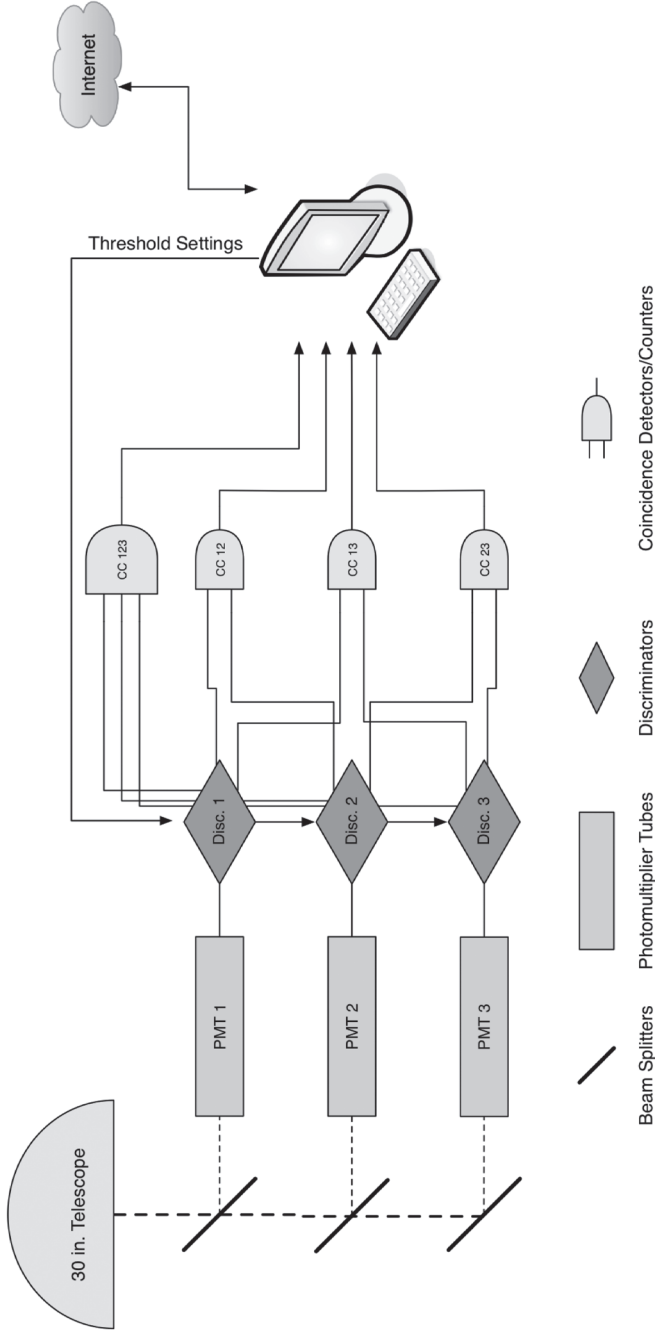 30 in. Telescope
PMT 1
PMT 2
PMT 3
Disc. 1
Disc. 2
Disc. 3
CC 123
CC 12
CC 13
CC 23
Threshold Settings
Internet
Beam Splitters
Photomultiplier Tubes
Discriminators
Coincidence Detectors/Counters